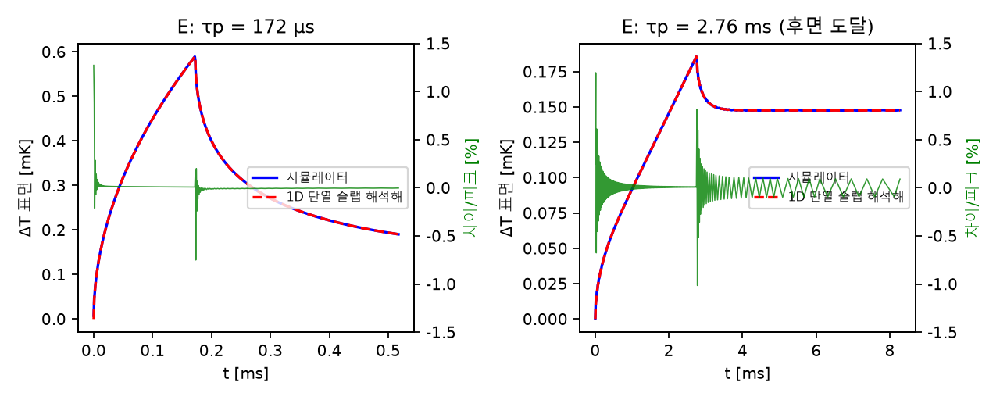 E: τp = 172 µs
ΔT 표면 [mK]
0.6
0.5
0.4
0.3
0.2
0.1
0.0
0.0 0.1 0.2 0.3 0.4 0.5
t [ms]
시뮬레이터
1D 단열 슬랩 해석해
1.5
1.0
0.5
0.0
-0.5
-1.0
-1.5
차이/피크 [%]
E: τp = 2.76 ms (후면 도달)
ΔT 표면 [mK]
0.175
0.150
0.125
0.100
0.075
0.050
0.025
0.000
0 2 4 6 8
t [ms]
시뮬레이터
1D 단열 슬랩 해석해
1.5
1.0
0.5
0.0
-0.5
-1.0
-1.5
차이/피크 [%]